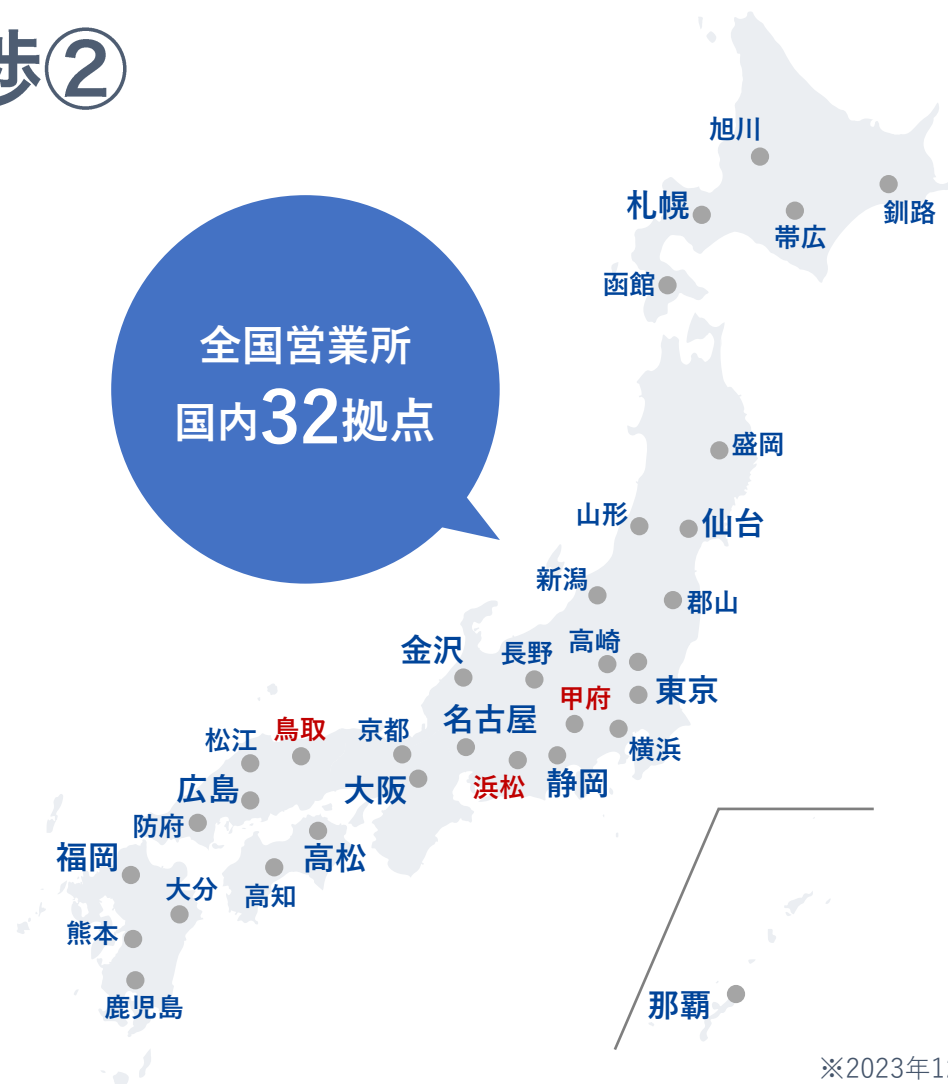 捗②
旭川
釧路
札幌
帯広
函館
全国営業所
国内32拠点
盛岡
山形
仙台
新潟
郡山
金沢
長野
高崎
東京
甲府
名古屋
鳥取
京都
松江
横浜
大阪
浜松
静岡
広島
防府
福岡
高松
大分
高知
熊本
鹿児島
那覇
※2023年1